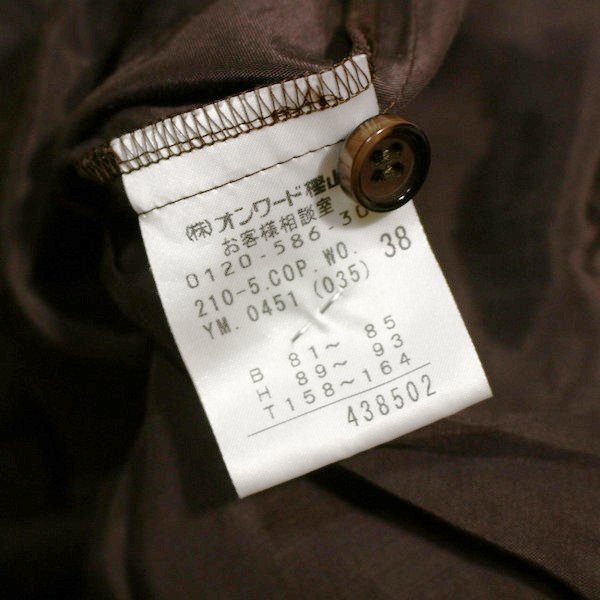 (株)オンワード樫山
お客様相談室
0120-586-30
210-5.COP.WO. 38
YM.0451 (035)
B 81～ 85
H 89～ 93
T158～164
438502